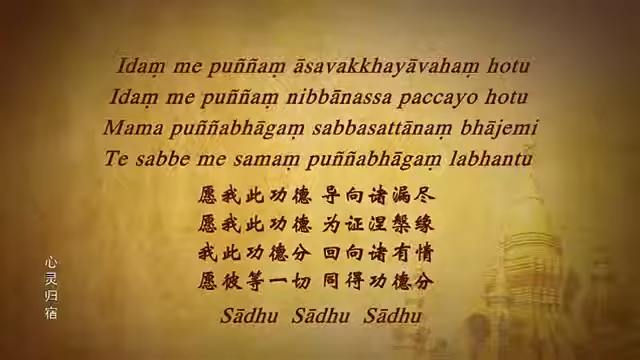 Idaṃ me puññaṃ āsavakkhayāvahaṃ hotu
Idaṃ me puññaṃ nibbānassa paccayo hotu
Mama puññabhāgaṃ sabbasattānaṃ bhājemi
Te sabbe me samaṃ puññabhāgaṃ labhantu
愿我此功德 导向诸漏尽
愿我此功德 为证涅槃缘
我此功德分 回向诸有情
愿彼等一切 同得功德分
Sādhu Sādhu Sādhu
心灵归宿